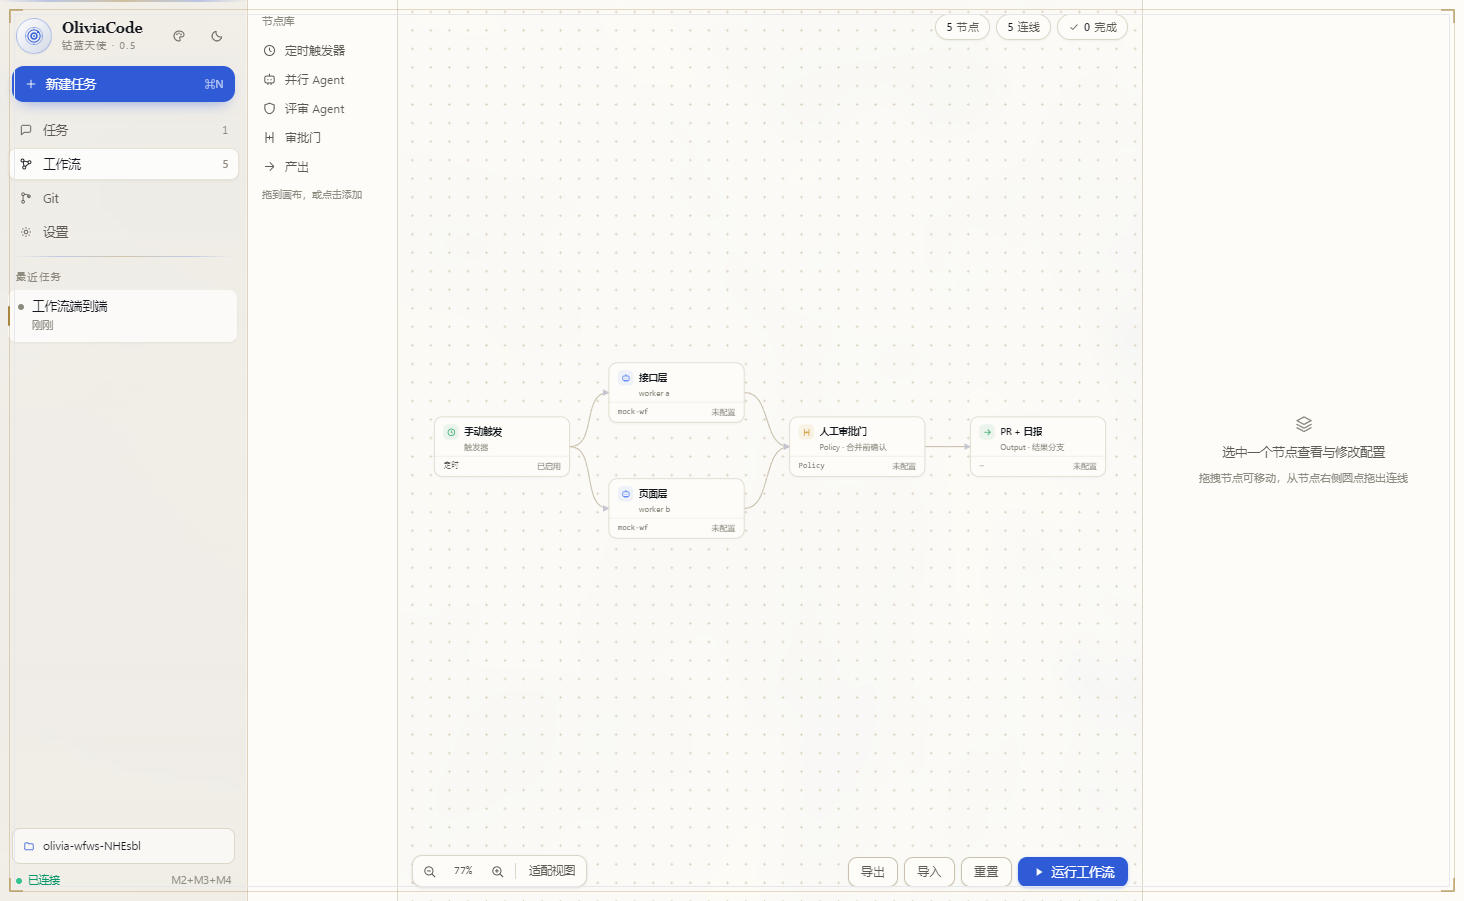 OliviaCode
钴蓝天使 · 0.5
新建任务 ⌘N
任务 1
工作流 5
Git
设置
最近任务
工作流端到端
刚刚
olivia-wfws-NHEsbl
已连接 M2+M3+M4
节点库
定时触发器
并行 Agent
评审 Agent
审批门
产出
拖到画布，或点击添加
5 节点
5 连线
0 完成
手动触发
触发器
定时 已启用
接口层
worker a
mock-wf 未配置
页面层
worker b
mock-wf 未配置
人工审批门
Policy · 合并前确认
Policy 未配置
PR + 日报
Output · 结果分支
— 未配置
77%
适配视图
导出
导入
重置
运行工作流
选中一个节点查看与修改配置
拖拽节点可移动，从节点右侧圆点拖出连线